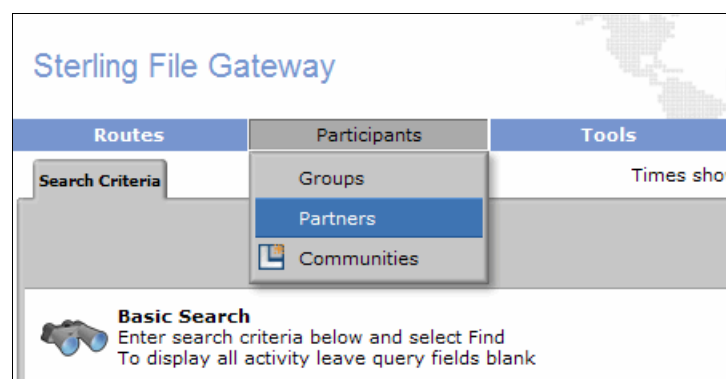 Sterling File Gateway
Routes Participants Tools
Search Criteria Times
Groups
Partners
Communities
Basic Search
Enter search criteria below and select Find
To display all activity leave query fields blank